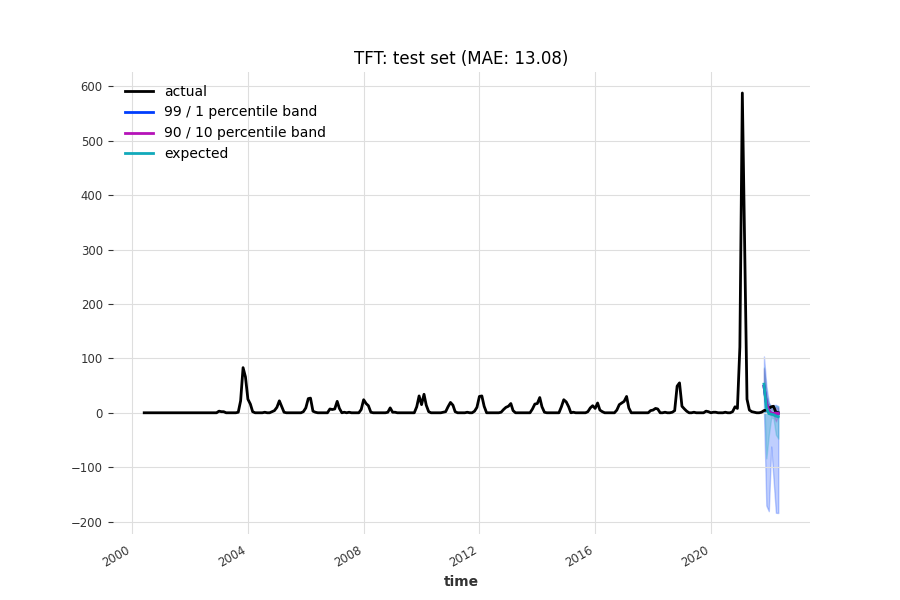 TFT: test set (MAE: 13.08)
actual
99 / 1 percentile band
90 / 10 percentile band
expected
600
500
400
300
200
100
0
−100
−200
2000
2004
2008
2012
2016
2020
time